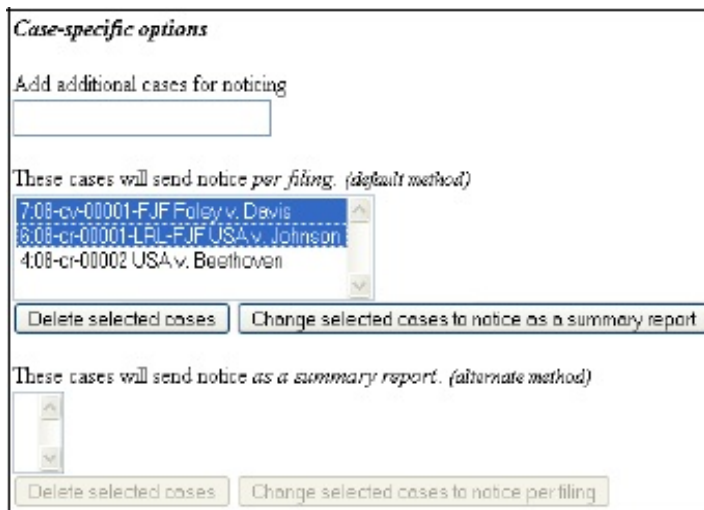 Case-specific options
Add additional cases for noticing
These cases will send notice per filing. (default method)
7:08-cv-00001-FJF Foley v. Davis
6:08-cr-00001-LRL-FJF USA v. Johnson
4:08-cr-00002 USA v. Beethoven
Delete selected cases Change selected cases to notice as a summary report
These cases will send notice as a summary report. (alternate method)
Delete selected cases Change selected cases to notice per filing